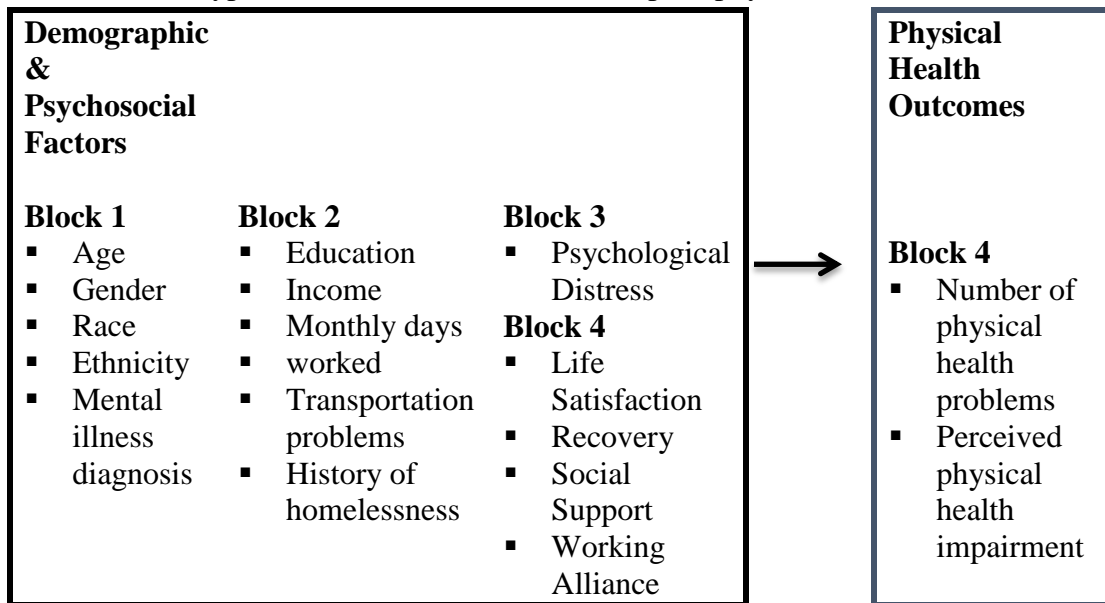 Demographic
&
Psychosocial
Factors
Block 1
▪ Age
▪ Gender
▪ Race
▪ Ethnicity
▪ Mental
illness
diagnosis
Block 2
▪ Education
▪ Income
▪ Monthly days
▪ worked
▪ Transportation
problems
▪ History of
homelessness
Block 3
▪ Psychological
Distress
Block 4
▪ Life
Satisfaction
▪ Recovery
▪ Social
Support
▪ Working
Alliance
Physical
Health
Outcomes
Block 4
▪ Number of
physical
health
problems
▪ Perceived
physical
health
impairment